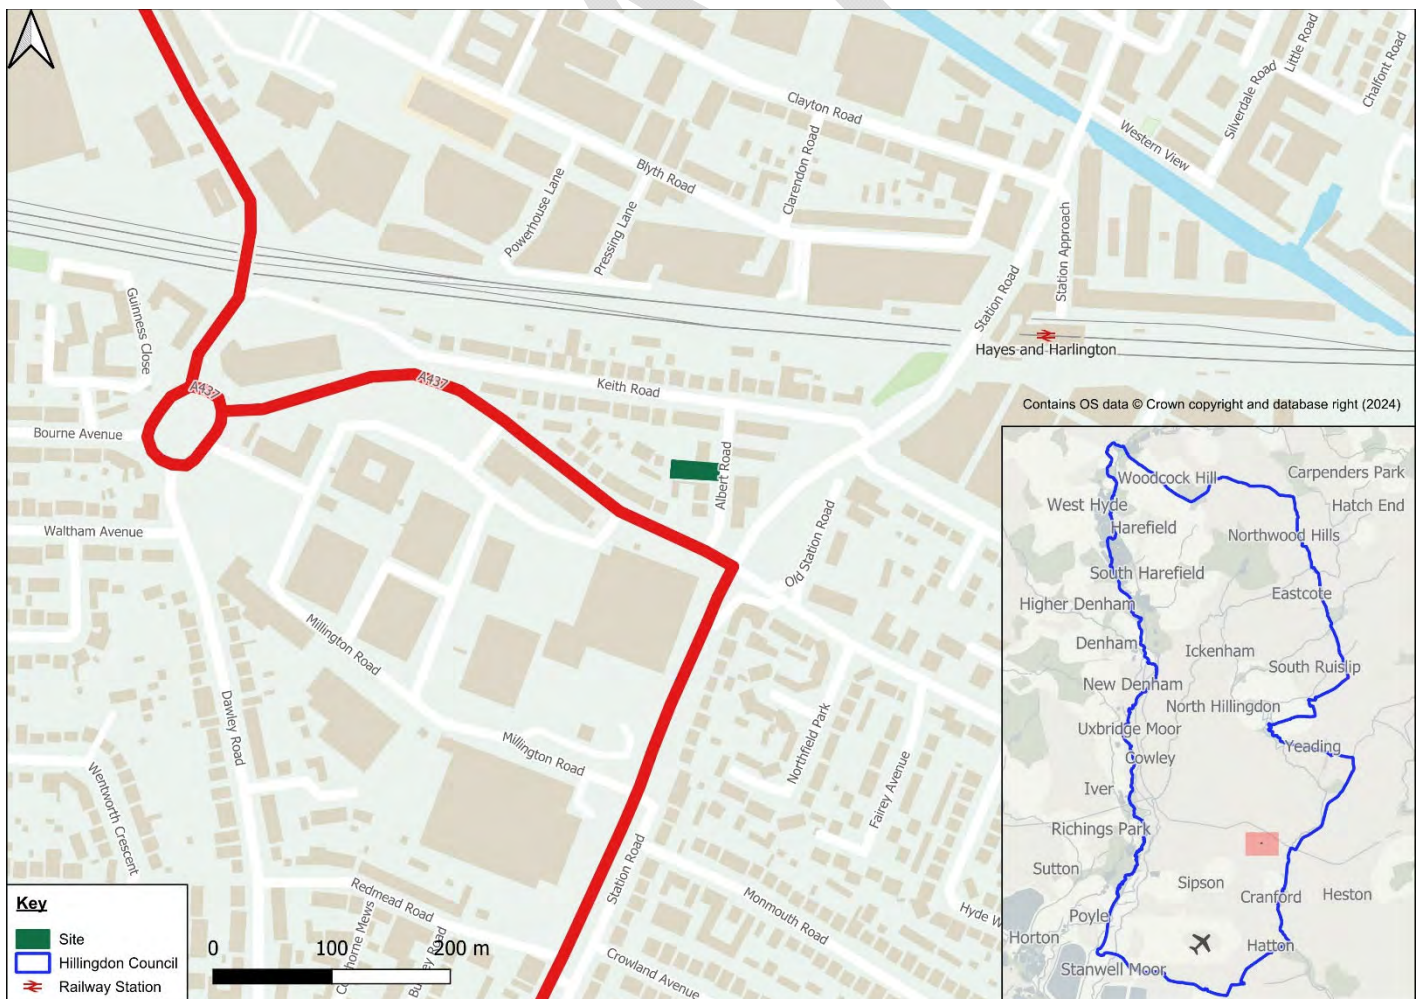 Clayton Road
Little Road
Silverdale Road
Chalfont Road
Western View
Clarendon Road
Blyth Road
Powerhouse Lane
Pressing Lane
Station Approach
Station Road
Guinness Close
Hayes and Harlington
A437
A437
Keith Road
Contains OS data © Crown copyright and database right (2024)
Bourne Avenue
Albert Road
Waltham Avenue
Old Station Road
Millington Road
Dawley Road
Millington Road
Northfield Park
Fairey Avenue
Wentworth Crescent
Station Road
Redmead Road
Monmouth Road
Hyde W
Crowland Avenue
Mews
Road
Woodcock Hill
Carpenders Park
West Hyde
Hatch End
Harefield
Northwood Hills
South Harefield
Eastcote
Higher Denham
Denham
Ickenham
South Ruislip
New Denham
North Hillingdon
Uxbridge Moor
Yeading
Cowley
Iver
Richings Park
Sutton
Sipson
Cranford
Heston
Poyle
Horton
Hatton
Stanwell Moor
Key
Site
Hillingdon Council
Railway Station
0 100 200 m